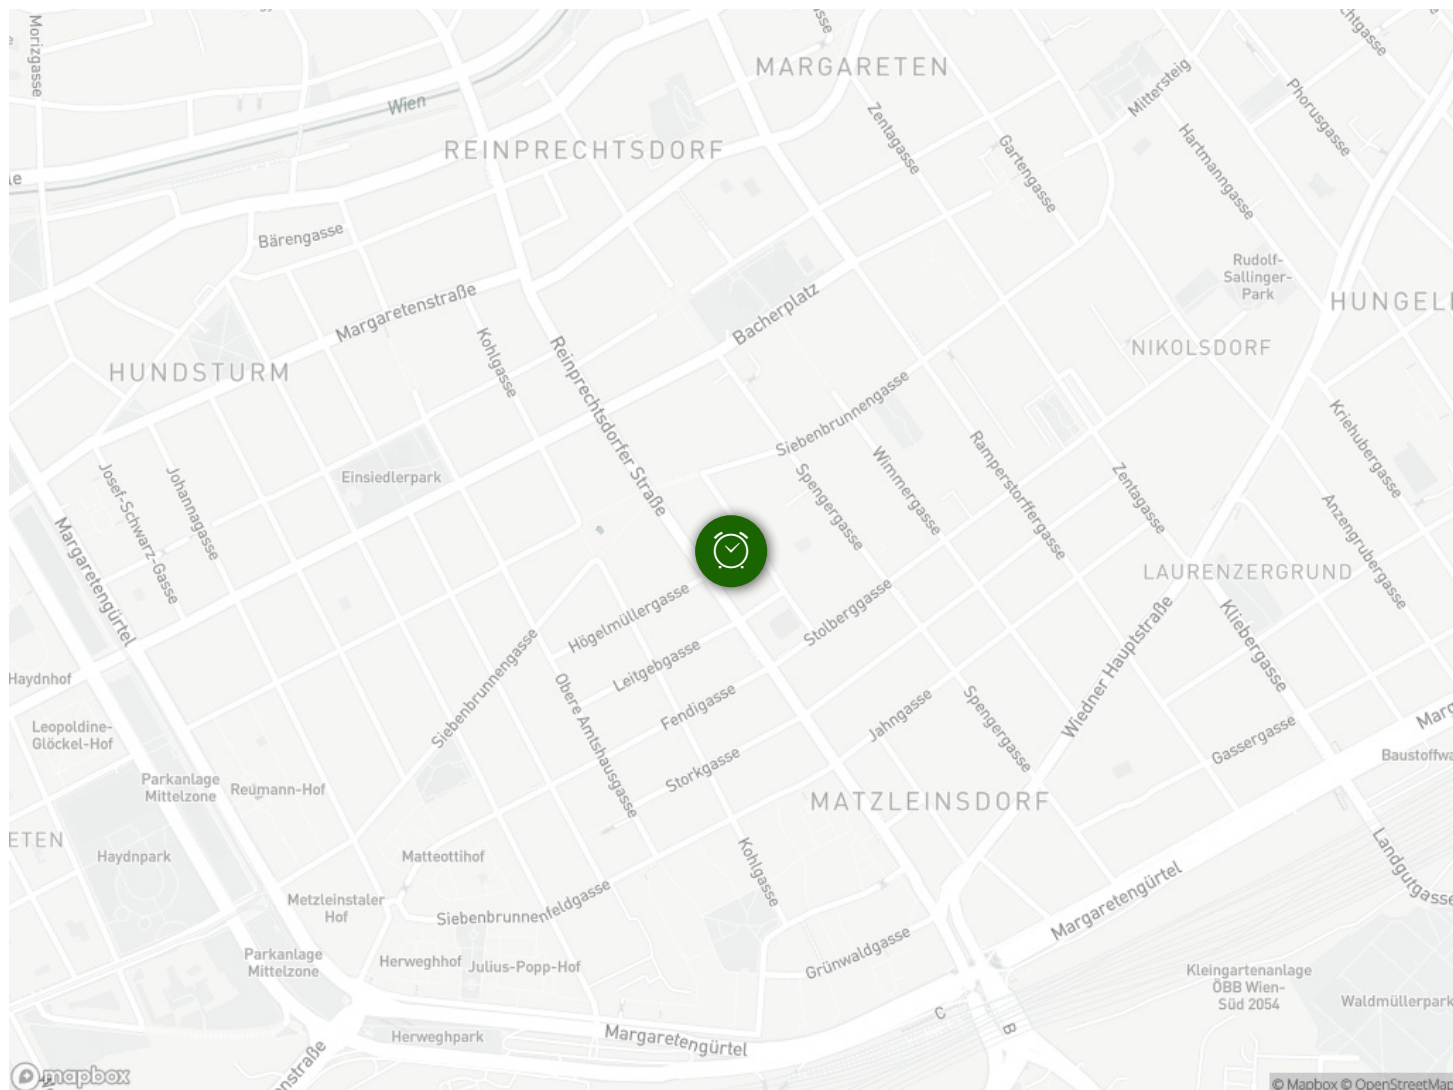 Morizgasse
Wien
MARGARETEN
Mittersteig
Phorusgasse
Zentagasse
Gartengasse
Hartmanngasse
REINPRECHTSDORF
Bärengasse
Rudolf-
Sallinger-
Park
Margaretenstraße
Bacherplatz
Kohlgasse
Reinprechtsdorfer Straße
NIKOLSDORF
HUNDSTURM
Siebenbrunnengasse
Kriehubergasse
Josef-Schwarz-Gasse
Johannagasse
Einsiedlerpark
Spengergasse
Wimmergasse
Ramperstorffergasse
Zentagasse
Anzengrubergasse
Margaretengürtel
LAURENZERGRUND
Högelmüllergasse
Stolberggasse
Leitgebgasse
Wiedner Hauptstraße
Kliebergasse
Haydnhof
Siebenbrunnengasse
Obere Amtshausgasse
Fendigasse
Jahngasse
Spengergasse
Leopoldine-
Glöckel-Hof
Gassergasse
Storkgasse
Parkanlage
Mittelzone
Reumann-Hof
MATZLEINSDORF
Haydnpark
Matteottihof
Kohlgasse
Landgutgasse
Metzleinstaler
Hof
Siebenbrunnenfeldgasse
Margaretengürtel
Grünwaldgasse
Parkanlage
Mittelzone
Herweghhof
Julius-Popp-Hof
Kleingartenanlage
ÖBB Wien-
Süd 2054
Waldmüllerpark
C
B
Herweghpark
Margaretengürtel
mapbox
© Mapbox © OpenStreetMap